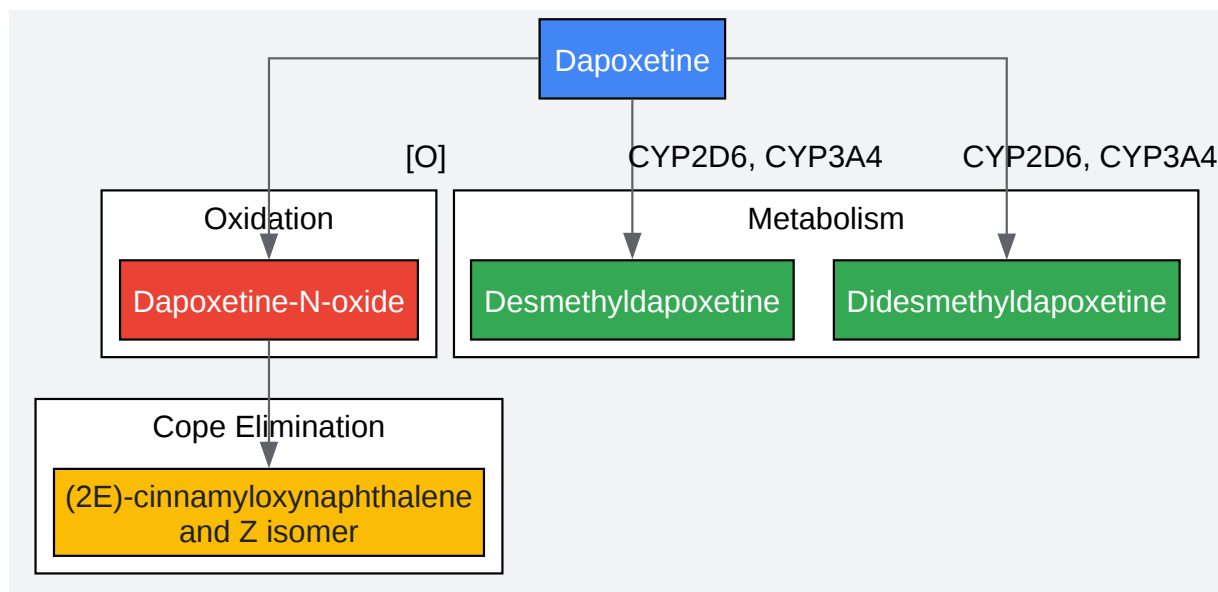 Dapoxetine
[O]
CYP2D6, CYP3A4
CYP2D6, CYP3A4
Oxidation
Metabolism
Dapoxetine-N-oxide
Desmethyldapoxetine
Didesmethyldapoxetine
Cope Elimination
(2E)-cinnamyloxynaphthalene
and Z isomer